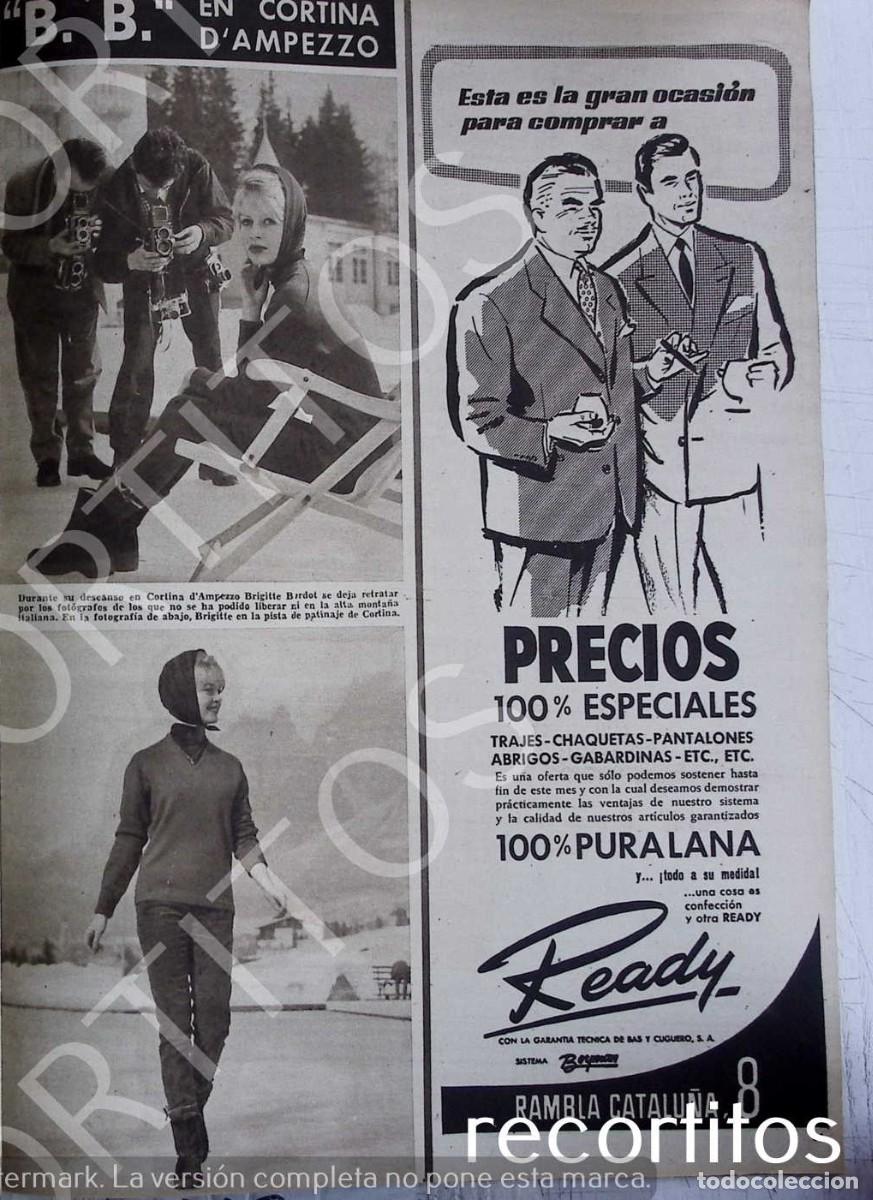 "B. B." EN CORTINA
D'AMPEZZO
Durante su descanso en Cortina d'Ampezzo Brigitte Bardot se deja retratar
por los fotógrafos de los que no se ha podido liberar ni en la alta montaña
italiana. En la fotografía de abajo, Brigitte en la pista de patinaje de Cortina.
Esta es la gran ocasión
para comprar a
PRECIOS
100% ESPECIALES
TRAJES-CHAQUETAS-PANTALONES
ABRIGOS-GABARDINAS-ETC., ETC.
Es una oferta que sólo podemos sostener hasta
fin de este mes y con la cual deseamos demostrar
prácticamente las ventajas de nuestro sistema
y la calidad de nuestros artículos garantizados
100% PURA LANA
y... ¡todo a su medida!
...una cosa es
confección
y otra READY
Ready
CON LA GARANTIA TECNICA DE BAS Y CUGUERO, S. A.
SISTEMA
RAMBLA CATALUÑA, 8
recortitos
termark. La versión completa no pone esta marca.
todocoleccion
RECORTITOS